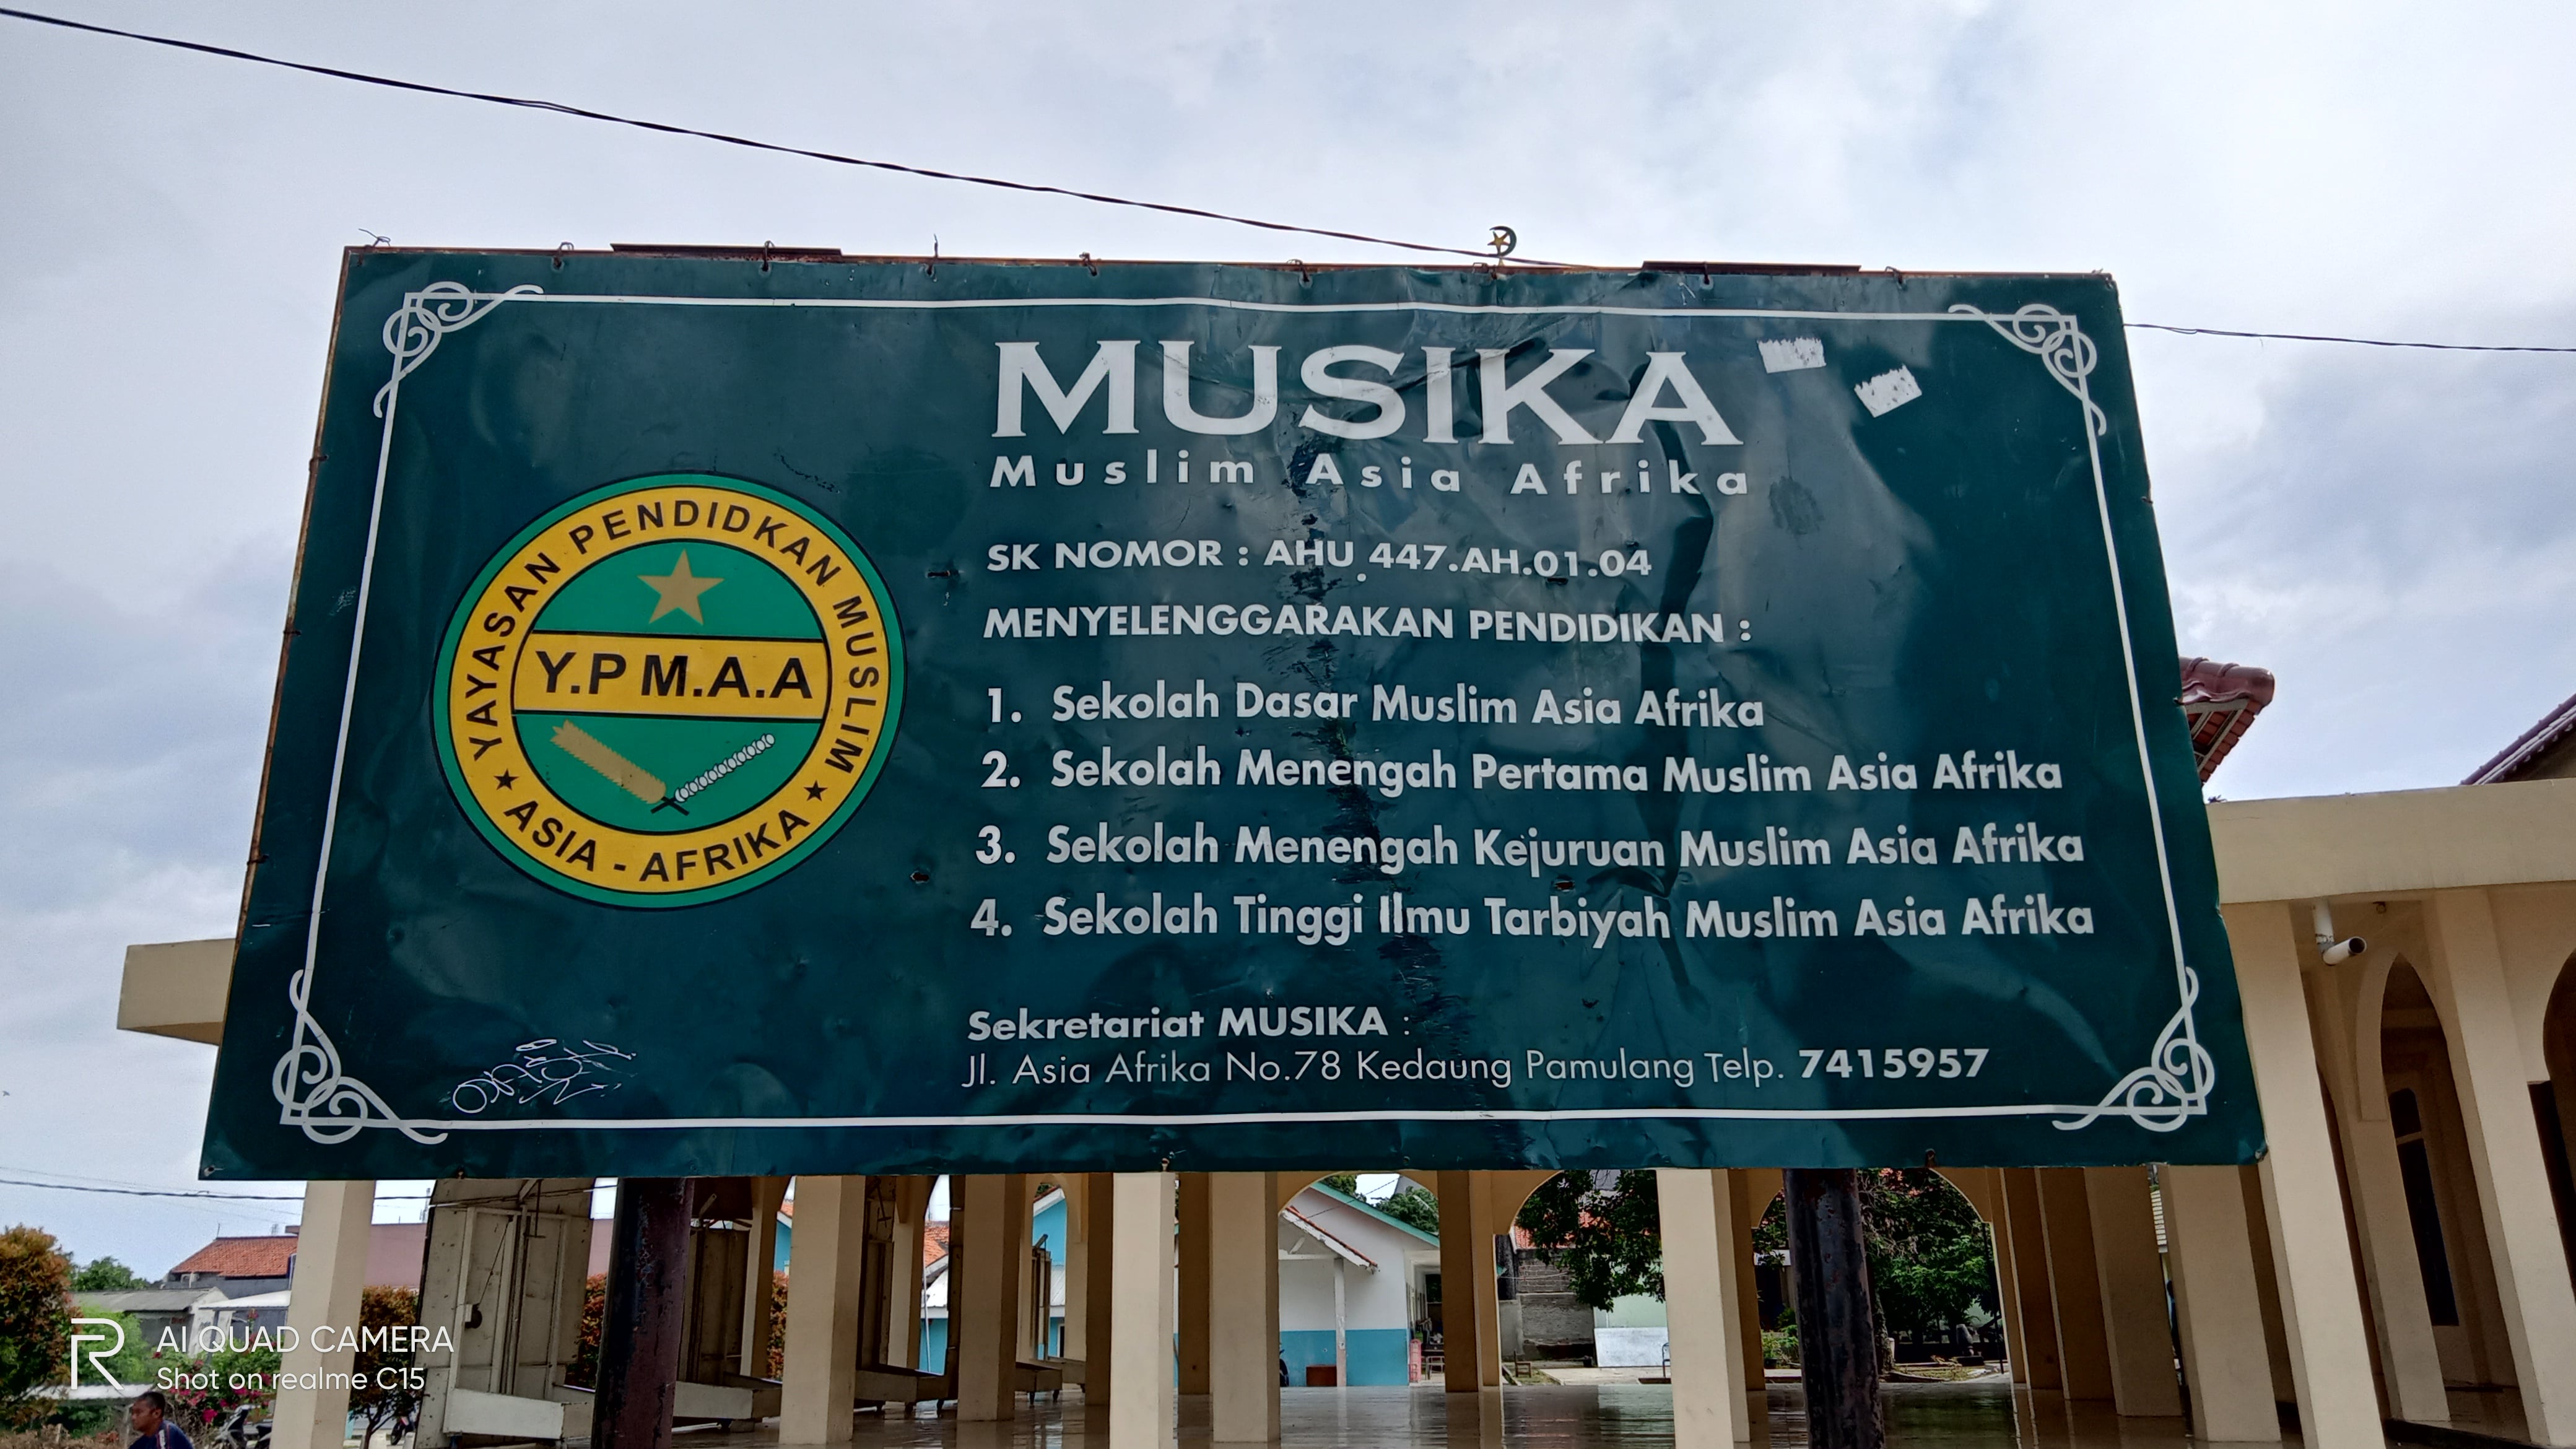 MUSIKA
Muslim Asia Afrika
YAYASAN PENDIDKAN MUSLIM
Y.P M.A.A
★ ASIA - AFRIKA ★
SK NOMOR : AHU 447.AH.01.04
MENYELENGGARAKAN PENDIDIKAN :
1. Sekolah Dasar Muslim Asia Afrika
2. Sekolah Menengah Pertama Muslim Asia Afrika
3. Sekolah Menengah Kejuruan Muslim Asia Afrika
4. Sekolah Tinggi Ilmu Tarbiyah Muslim Asia Afrika
Sekretariat MUSIKA :
Jl. Asia Afrika No.78 Kedaung Pamulang Telp. 7415957
R AI QUAD CAMERA
Shot on realme C15